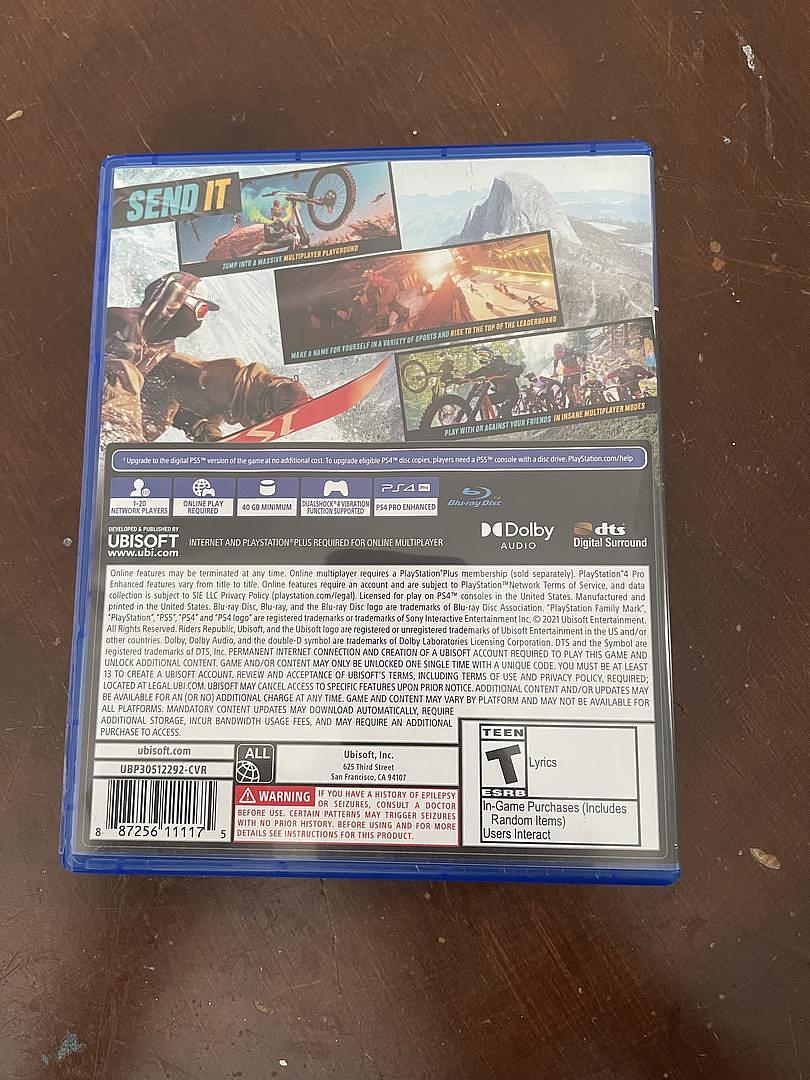 SEND IT
JUMP INTO A MASSIVE MULTIPLAYER PLAYGROUND
MAKE A NAME FOR YOURSELF IN A VARIETY OF SPORTS AND RISE TO THE TOP OF THE LEADERBOARD
PLAY WITH OR AGAINST YOUR FRIENDS IN INSANE MULTIPLAYER MODES
¹ Upgrade to the digital PS5™ version of the game at no additional cost. To upgrade eligible PS4™ disc copies, players need a PS5™ console with a disc drive. PlayStation.com/help
1-20
NETWORK PLAYERS
ONLINE PLAY
REQUIRED
40 GB MINIMUM
DUALSHOCK®4 VIBRATION
FUNCTION SUPPORTED
PS4 Pro
PS4 PRO ENHANCED
Blu-ray Disc™
DEVELOPED & PUBLISHED BY
UBISOFT
www.ubi.com
INTERNET AND PLAYSTATION®PLUS REQUIRED FOR ONLINE MULTIPLAYER
Dolby
AUDIO
dts
Digital Surround
Online features may be terminated at any time. Online multiplayer requires a PlayStation®Plus membership (sold separately). PlayStation®4 Pro
Enhanced features vary from title to title. Online features require an account and are subject to PlayStation™Network Terms of Service, and data
collection is subject to SIE LLC Privacy Policy (playstation.com/legal). Licensed for play on PS4™ consoles in the United States. Manufactured and
printed in the United States. Blu-ray Disc, Blu-ray, and the Blu-ray Disc logo are trademarks of Blu-ray Disc Association. "PlayStation Family Mark",
"PlayStation", "PS5", "PS4" and "PS4 logo" are registered trademarks or trademarks of Sony Interactive Entertainment Inc. © 2021 Ubisoft Entertainment.
All Rights Reserved. Riders Republic, Ubisoft, and the Ubisoft logo are registered or unregistered trademarks of Ubisoft Entertainment in the US and/or
other countries. Dolby, Dolby Audio, and the double-D symbol are trademarks of Dolby Laboratories Licensing Corporation. DTS and the Symbol are
registered trademarks of DTS, Inc. PERMANENT INTERNET CONNECTION AND CREATION OF A UBISOFT ACCOUNT REQUIRED TO PLAY THIS GAME AND
UNLOCK ADDITIONAL CONTENT. GAME AND/OR CONTENT MAY ONLY BE UNLOCKED ONE SINGLE TIME WITH A UNIQUE CODE. YOU MUST BE AT LEAST
13 TO CREATE A UBISOFT ACCOUNT. REVIEW AND ACCEPTANCE OF UBISOFT'S TERMS, INCLUDING TERMS OF USE AND PRIVACY POLICY, REQUIRED;
LOCATED AT LEGAL.UBI.COM. UBISOFT MAY CANCEL ACCESS TO SPECIFIC FEATURES UPON PRIOR NOTICE. ADDITIONAL CONTENT AND/OR UPDATES MAY
BE AVAILABLE FOR AN (OR NO) ADDITIONAL CHARGE AT ANY TIME. GAME AND CONTENT MAY VARY BY PLATFORM AND MAY NOT BE AVAILABLE FOR
ALL PLATFORMS. MANDATORY CONTENT UPDATES MAY DOWNLOAD AUTOMATICALLY, REQUIRE
ADDITIONAL STORAGE, INCUR BANDWIDTH USAGE FEES, AND MAY REQUIRE AN ADDITIONAL
PURCHASE TO ACCESS.
ubisoft.com
UBP30512292-CVR
8 87256 11117 5
ALL
Ubisoft, Inc.
625 Third Street
San Francisco, CA 94107
WARNING IF YOU HAVE A HISTORY OF EPILEPSY
OR SEIZURES, CONSULT A DOCTOR
BEFORE USE. CERTAIN PATTERNS MAY TRIGGER SEIZURES
WITH NO PRIOR HISTORY. BEFORE USING AND FOR MORE
DETAILS SEE INSTRUCTIONS FOR THIS PRODUCT.
TEEN
T
ESRB
Lyrics
In-Game Purchases (Includes
Random Items)
Users Interact